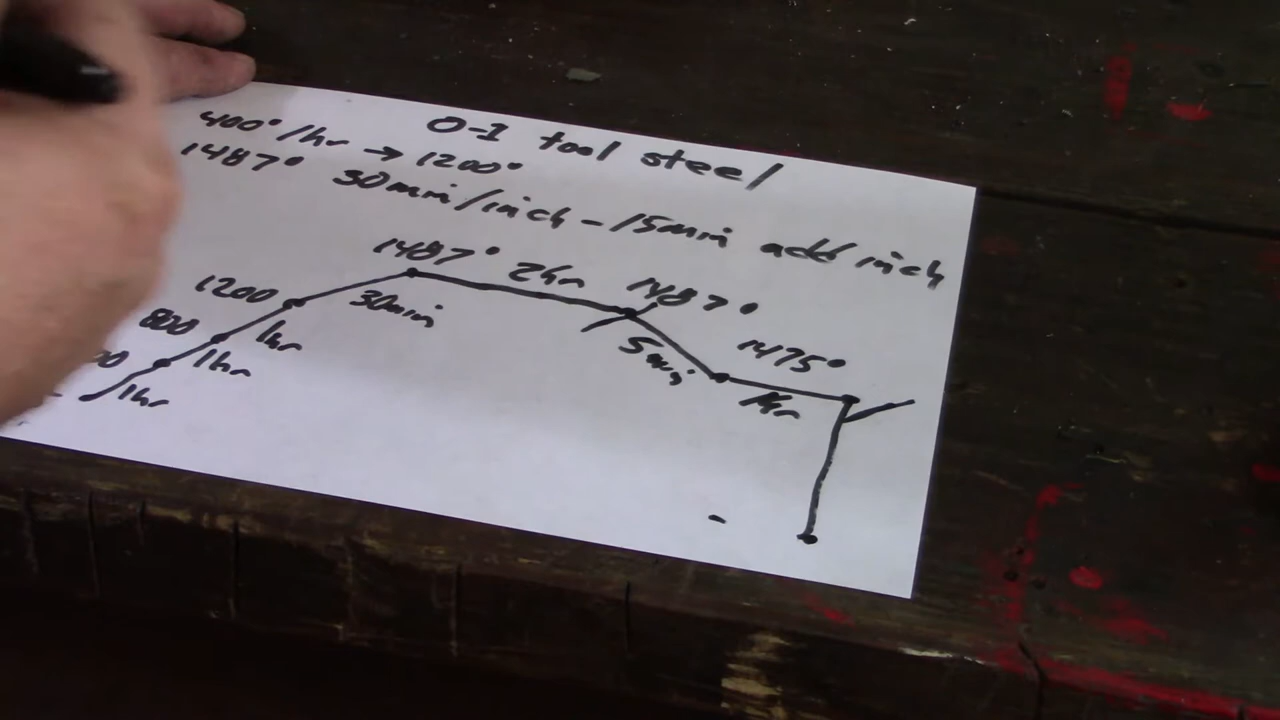 O-1 tool steel
400°/hr → 1200°
1487° 30min/inch - 15min add inch
1487° 2hr 1487°
1200 30min
800 1hr 5min 1475°
1hr 1hr
1hr